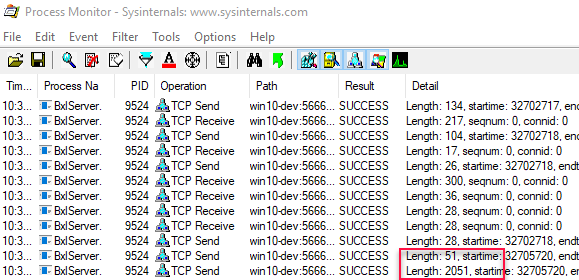 Process Monitor - Sysinternals: www.sysinternals.com
File Edit Event Filter Tools Options Help
Tim... Process Na PID Operation Path Result Detail
10:3... BxlServer. 9524 TCP Send win10-dev:5666... SUCCESS Length: 134, startime: 32702717, endt
10:3... BxlServer. 9524 TCP Receive win10-dev:5666... SUCCESS Length: 217, seqnum: 0, connid: 0
10:3... BxlServer. 9524 TCP Send win10-dev:5666... SUCCESS Length: 104, startime: 32702718, endt
10:3... BxlServer. 9524 TCP Receive win10-dev:5666... SUCCESS Length: 17, seqnum: 0, connid: 0
10:3... BxlServer. 9524 TCP Send win10-dev:5666... SUCCESS Length: 26, startime: 32702718, endt
10:3... BxlServer. 9524 TCP Receive win10-dev:5666... SUCCESS Length: 300, seqnum: 0, connid: 0
10:3... BxlServer. 9524 TCP Receive win10-dev:5666... SUCCESS Length: 36, seqnum: 0, connid: 0
10:3... BxlServer. 9524 TCP Receive win10-dev:5666... SUCCESS Length: 28, seqnum: 0, connid: 0
10:3... BxlServer. 9524 TCP Receive win10-dev:5666... SUCCESS Length: 28, seqnum: 0, connid: 0
10:3... BxlServer. 9524 TCP Send win10-dev:5666... SUCCESS Length: 28, startime: 32702718, endt
10:3... BxlServer. 9524 TCP Send win10-dev:5666... SUCCESS Length: 51, startime: 32705720, endt
10:3... BxlServer. 9524 TCP Send win10-dev:5666... SUCCESS Length: 2051, startime: 32705720, e